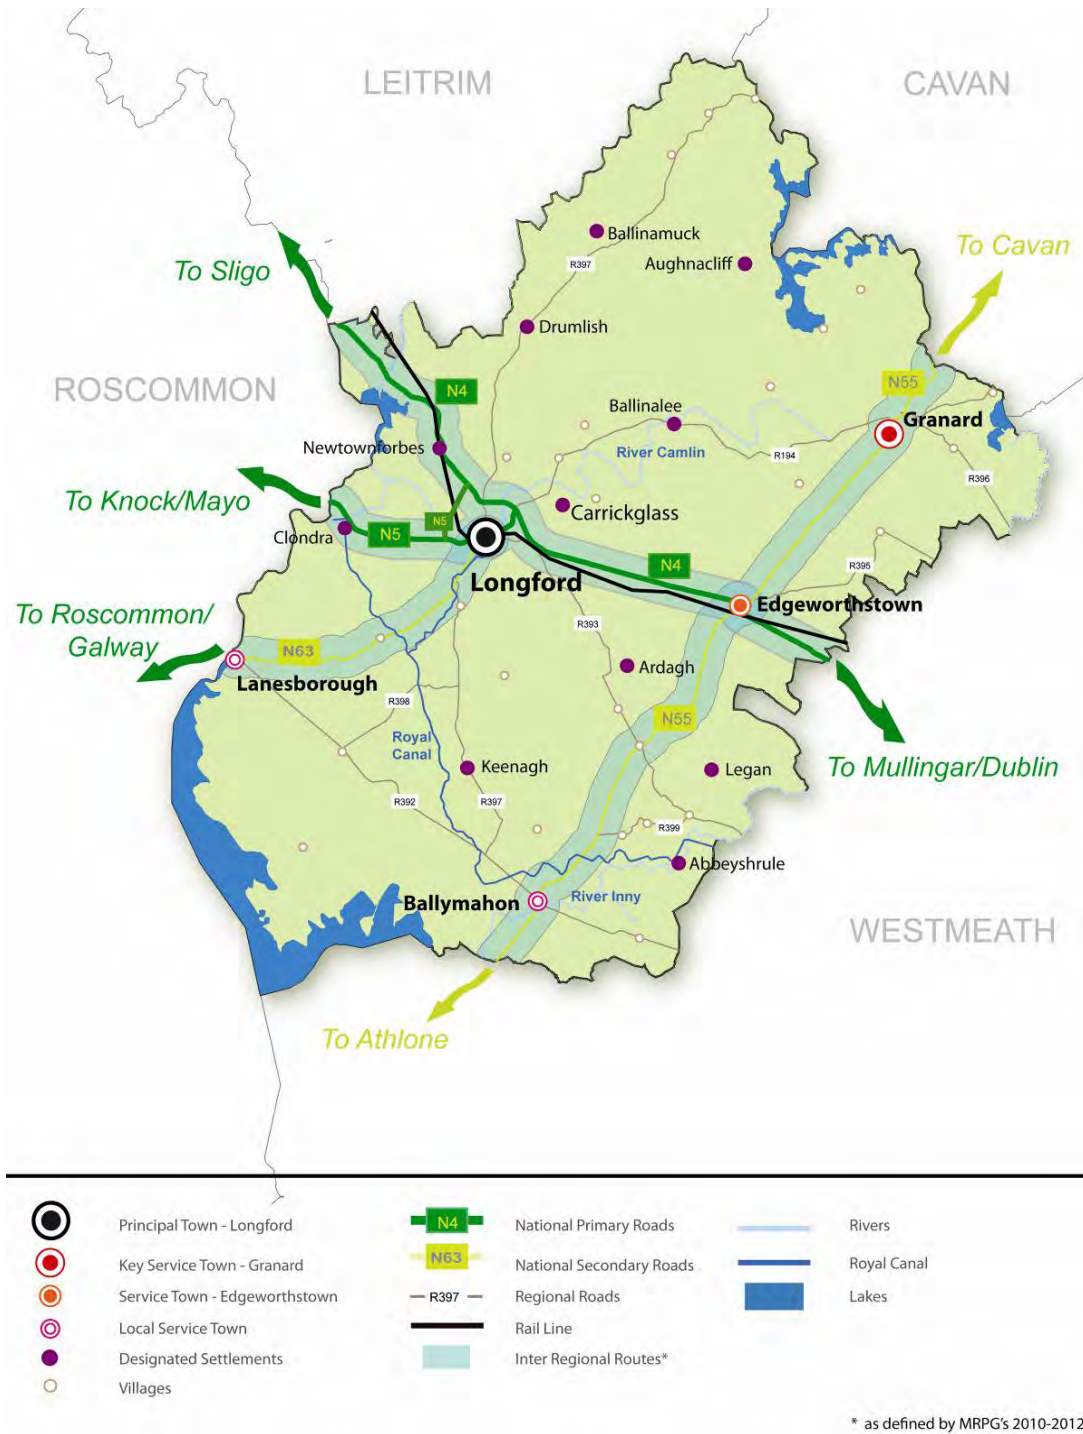 LEITRIM
CAVAN
Ballinamuck
To Cavan
Aughnacliff
R397
To Sligo
Drumlish
ROSCOMMON
N4
N55
Ballinalee
Granard
Newtownforbes
River Camlin
R194
R396
To Knock/Mayo
Carrickglass
N5
Clondra
N5
N4
R395
Longford
Edgeworthstown
To Roscommon/
Galway
R393
N63
Ardagh
Lanesborough
R398
N55
Royal
Canal
Keenagh
Legan
To Mullingar/Dublin
R392
R397
R399
Abbeyshrule
Ballymahon
River Inny
WESTMEATH
To Athlone
Principal Town - Longford
N4
National Primary Roads
Rivers
Key Service Town - Granard
N63
National Secondary Roads
Royal Canal
Service Town - Edgeworthstown
R397
Regional Roads
Lakes
Local Service Town
Rail Line
Designated Settlements
Inter Regional Routes*
Villages
* as defined by MRPG's 2010-2012